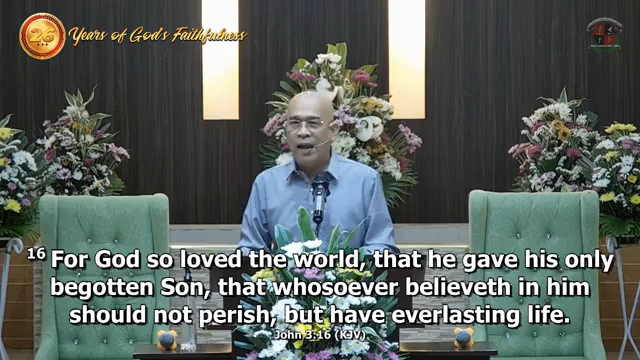 26 Years of God's Faithfulness
16 For God so loved the world, that he gave his only
begotten Son, that whosoever believeth in him
should not perish, but have everlasting life.
John 3:16 (KJV)